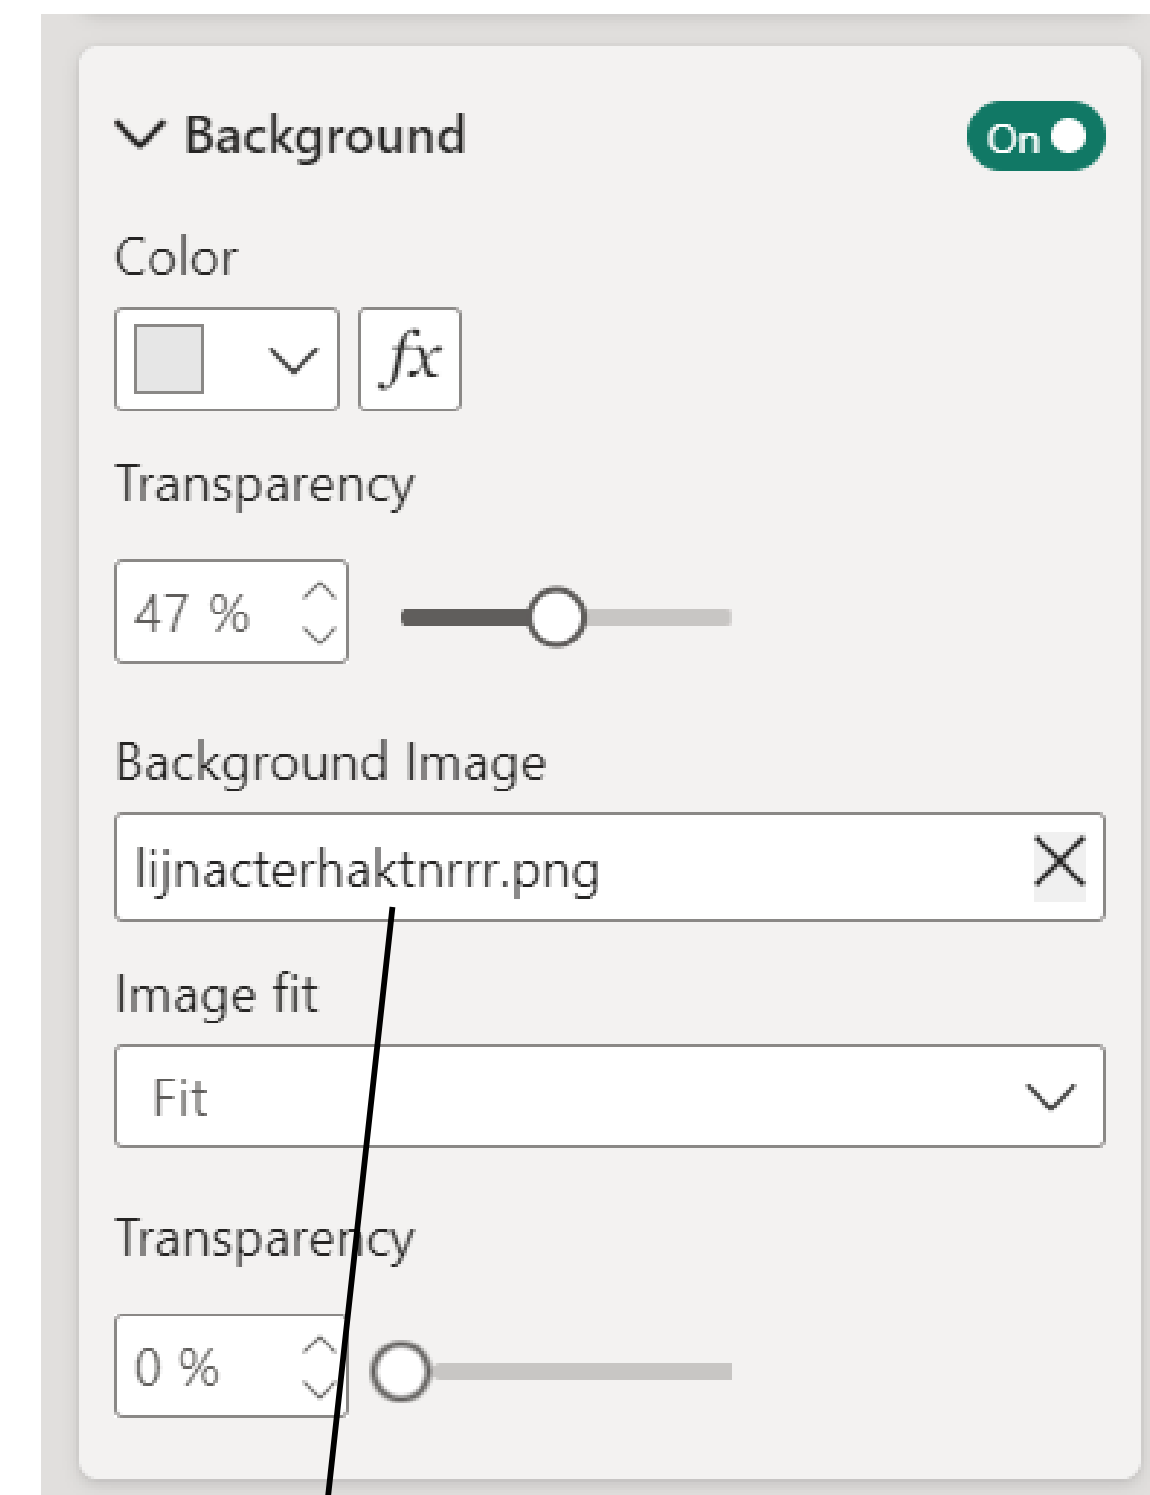 Background
On
Color
fx
Transparency
47 %
Background Image
lijnacterhaktnrrr.png
Image fit
Fit
Transparency
0 %